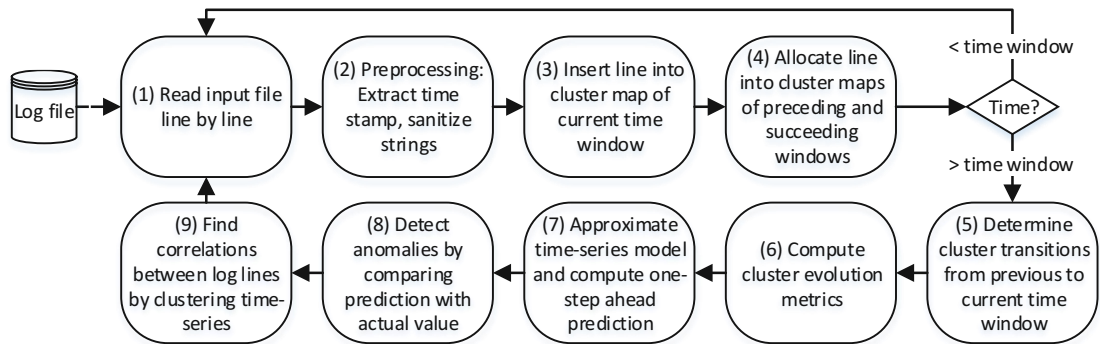 Log file
(1) Read input file
line by line
(2) Preprocessing:
Extract time
stamp, sanitize
strings
(3) Insert line into
cluster map of
current time
window
(4) Allocate line
into cluster maps
of preceding and
succeeding
windows
< time window
Time?
> time window
(5) Determine
cluster transitions
from previous to
current time
window
(6) Compute
cluster evolution
metrics
(7) Approximate
time-series model
and compute one-
step ahead
prediction
(8) Detect
anomalies by
comparing
prediction with
actual value
(9) Find
correlations
between log lines
by clustering time-
series